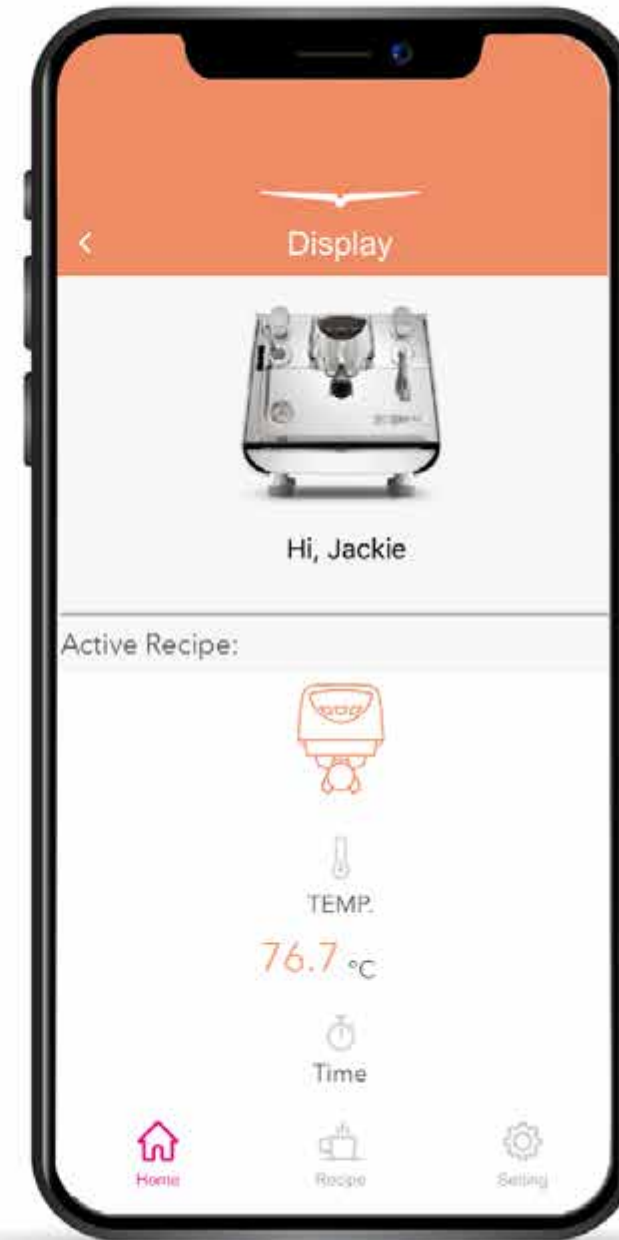 Display
Hi, Jackie
Active Recipe:
TEMP.
76.7 °C
Time
Home
Recipe
Setting